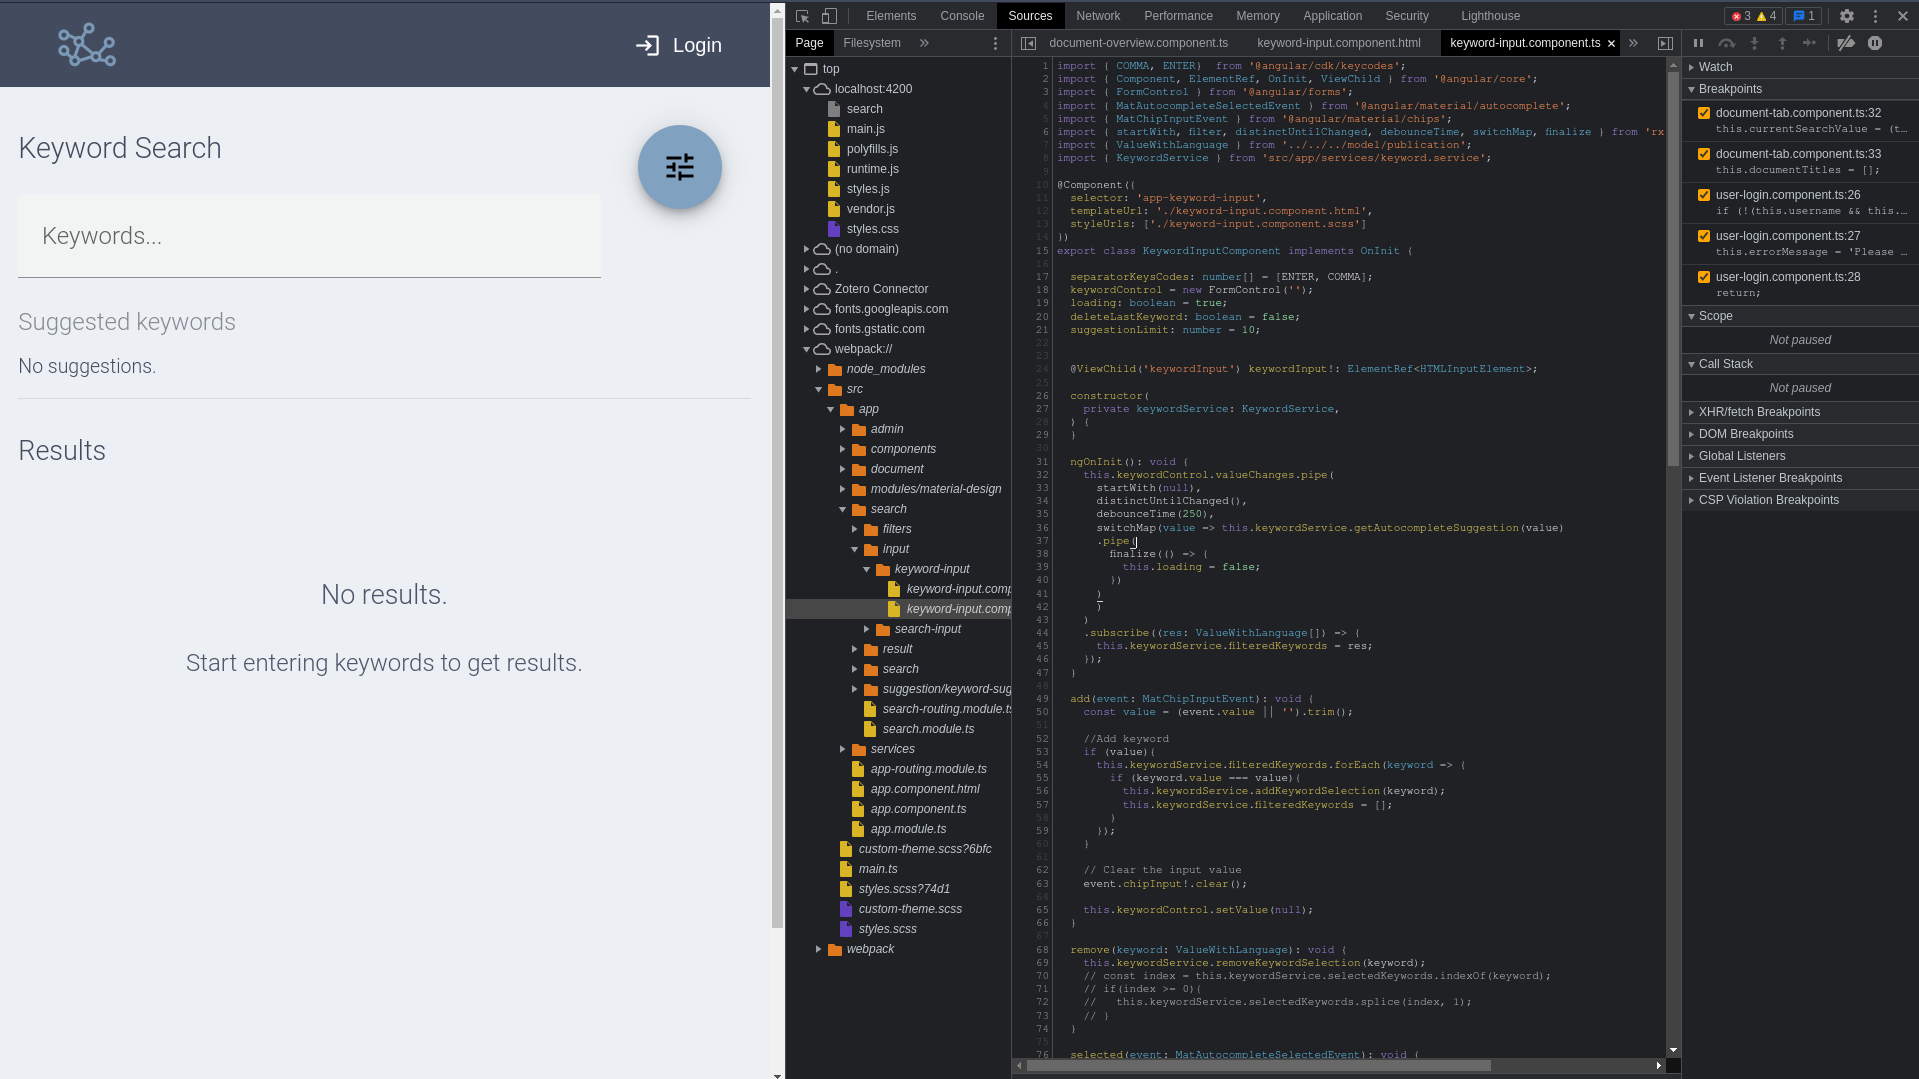 Login
Keyword Search
Keywords...
Suggested keywords
No suggestions.
Results
No results.
Start entering keywords to get results.
Elements Console Sources Network Performance Memory Application Security Lighthouse 3 4 1
Page Filesystem »
document-overview.component.ts keyword-input.component.html keyword-input.component.ts × »
top
localhost:4200
search
main.js
polyfills.js
runtime.js
styles.js
vendor.js
styles.css
(no domain)
.
Zotero Connector
fonts.googleapis.com
fonts.gstatic.com
webpack://
node_modules
src
app
admin
components
document
modules/material-design
search
filters
input
keyword-input
keyword-input.comp
keyword-input.comp
search-input
result
search
suggestion/keyword-sug
search-routing.module.ts
search.module.ts
services
app-routing.module.ts
app.component.html
app.component.ts
app.module.ts
custom-theme.scss?6bfc
main.ts
styles.scss?74d1
custom-theme.scss
styles.scss
webpack
1 import { COMMA, ENTER}  from '@angular/cdk/keycodes';
2 import { Component, ElementRef, OnInit, ViewChild } from '@angular/core';
3 import { FormControl } from '@angular/forms';
4 import { MatAutocompleteSelectedEvent } from '@angular/material/autocomplete';
5 import { MatChipInputEvent } from '@angular/material/chips';
6 import { startWith, filter, distinctUntilChanged, debounceTime, switchMap, finalize } from 'rx
7 import { ValueWithLanguage } from '../../../model/publication';
8 import { KeywordService } from 'src/app/services/keyword.service';
9
10 @Component({
11   selector: 'app-keyword-input',
12   templateUrl: './keyword-input.component.html',
13   styleUrls: ['./keyword-input.component.scss']
14 })
15 export class KeywordInputComponent implements OnInit {
16
17   separatorKeysCodes: number[] = [ENTER, COMMA];
18   keywordControl = new FormControl('');
19   loading: boolean = true;
20   deleteLastKeyword: boolean = false;
21   suggestionLimit: number = 10;
22
23
24   @ViewChild('keywordInput') keywordInput!: ElementRef<HTMLInputElement>;
25
26   constructor(
27     private keywordService: KeywordService,
28   ) {
29   }
30
31   ngOnInit(): void {
32     this.keywordControl.valueChanges.pipe(
33       startWith(null),
34       distinctUntilChanged(),
35       debounceTime(250),
36       switchMap(value => this.keywordService.getAutocompleteSuggestion(value)
37       .pipe(
38         finalize(() => {
39           this.loading = false;
40         })
41       )
42       )
43     )
44     .subscribe((res: ValueWithLanguage[]) => {
45       this.keywordService.filteredKeywords = res;
46     });
47   }
48
49   add(event: MatChipInputEvent): void {
50     const value = (event.value || '').trim();
51
52     //Add keyword
53     if (value){
54       this.keywordService.filteredKeywords.forEach(keyword => {
55         if (keyword.value === value){
56           this.keywordService.addKeywordSelection(keyword);
57           this.keywordService.filteredKeywords = [];
58         }
59       });
60     }
61
62     // Clear the input value
63     event.chipInput!.clear();
64
65     this.keywordControl.setValue(null);
66   }
67
68   remove(keyword: ValueWithLanguage): void {
69     this.keywordService.removeKeywordSelection(keyword);
70     // const index = this.keywordService.selectedKeywords.indexOf(keyword);
71     // if(index >= 0){
72     //   this.keywordService.selectedKeywords.splice(index, 1);
73     // }
74   }
75
76   selected(event: MatAutocompleteSelectedEvent): void {
Watch
Breakpoints
document-tab.component.ts:32
this.currentSearchValue = (t…
document-tab.component.ts:33
this.documentTitles = [];
user-login.component.ts:26
if (!(this.username && this.…
user-login.component.ts:27
this.errorMessage = 'Please …
user-login.component.ts:28
return;
Scope
Not paused
Call Stack
Not paused
XHR/fetch Breakpoints
DOM Breakpoints
Global Listeners
Event Listener Breakpoints
CSP Violation Breakpoints